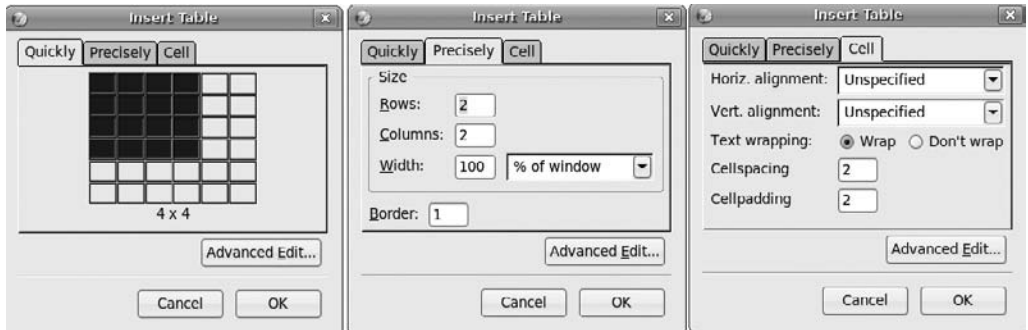 Insert Table
Quickly Precisely Cell
4 x 4
Advanced Edit...
Cancel OK
Insert Table
Quickly Precisely Cell
Size
Rows: 2
Columns: 2
Width: 100 % of window
Border: 1
Advanced Edit...
Cancel OK
Insert Table
Quickly Precisely Cell
Horiz. alignment: Unspecified
Vert. alignment: Unspecified
Text wrapping: Wrap Don't wrap
Cellspacing 2
Cellpadding 2
Advanced Edit...
Cancel OK